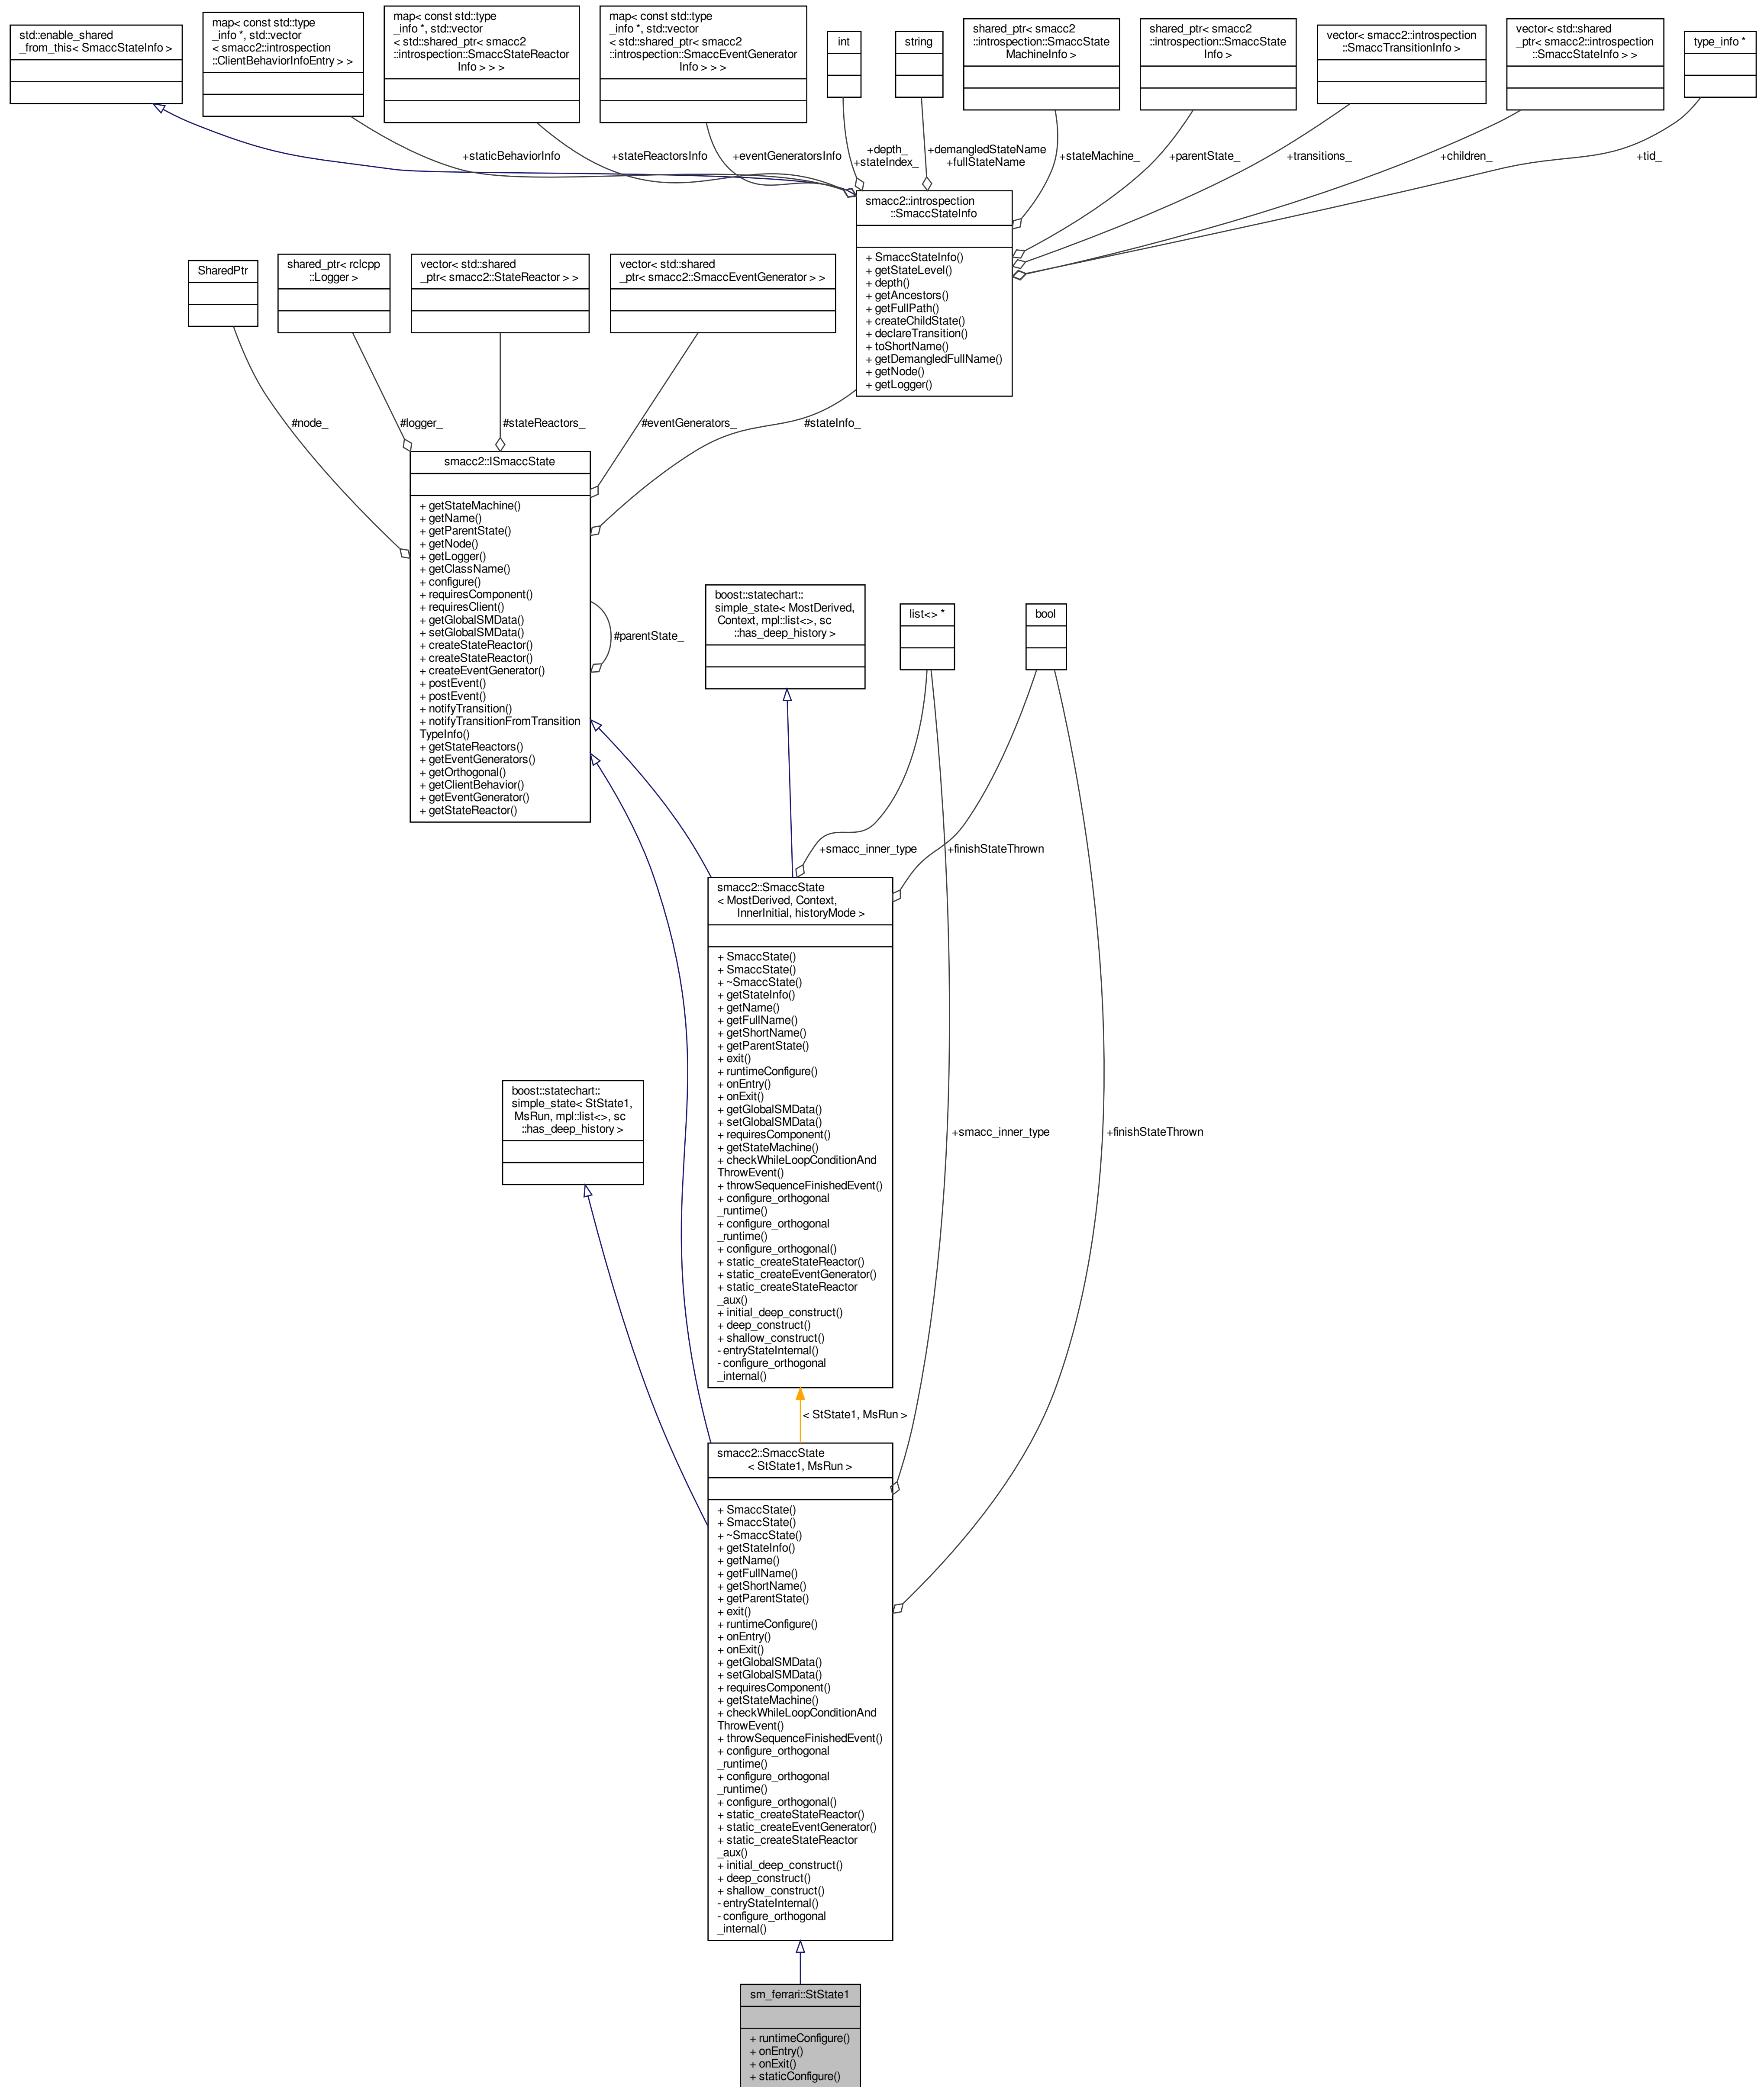 std::enable_shared
_from_this< SmaccStateInfo >
map< const std::type
_info *, std::vector
< smacc2::introspection
::ClientBehaviorInfoEntry > >
map< const std::type
_info *, std::vector
< std::shared_ptr< smacc2
::introspection::SmaccStateReactor
Info > > >
map< const std::type
_info *, std::vector
< std::shared_ptr< smacc2
::introspection::SmaccEventGenerator
Info > > >
int
string
shared_ptr< smacc2
::introspection::SmaccState
MachineInfo >
shared_ptr< smacc2
::introspection::SmaccState
Info >
vector< smacc2::introspection
::SmaccTransitionInfo >
vector< std::shared
_ptr< smacc2::introspection
::SmaccStateInfo > >
type_info *
+staticBehaviorInfo
+stateReactorsInfo
+eventGeneratorsInfo
+depth_
+stateIndex_
+demangledStateName
+fullStateName
+stateMachine_
+parentState_
+transitions_
+children_
+tid_
smacc2::introspection
::SmaccStateInfo
+ SmaccStateInfo()
+ getStateLevel()
+ depth()
+ getAncestors()
+ getFullPath()
+ createChildState()
+ declareTransition()
+ toShortName()
+ getDemangledFullName()
+ getNode()
+ getLogger()
SharedPtr
shared_ptr< rclcpp
::Logger >
vector< std::shared
_ptr< smacc2::StateReactor > >
vector< std::shared
_ptr< smacc2::SmaccEventGenerator > >
#node_
#logger_
#stateReactors_
#eventGenerators_
#stateInfo_
smacc2::ISmaccState
+ getStateMachine()
+ getName()
+ getParentState()
+ getNode()
+ getLogger()
+ getClassName()
+ configure()
+ requiresComponent()
+ requiresClient()
+ getGlobalSMData()
+ setGlobalSMData()
+ createStateReactor()
+ createStateReactor()
+ createEventGenerator()
+ postEvent()
+ postEvent()
+ notifyTransition()
+ notifyTransitionFromTransition
TypeInfo()
+ getStateReactors()
+ getEventGenerators()
+ getOrthogonal()
+ getClientBehavior()
+ getEventGenerator()
+ getStateReactor()
#parentState_
boost::statechart::
simple_state< MostDerived,
Context, mpl::list<>, sc
::has_deep_history >
list<> *
bool
+smacc_inner_type
+finishStateThrown
smacc2::SmaccState
< MostDerived, Context,
InnerInitial, historyMode >
+ SmaccState()
+ SmaccState()
+ ~SmaccState()
+ getStateInfo()
+ getName()
+ getFullName()
+ getShortName()
+ getParentState()
+ exit()
+ runtimeConfigure()
+ onEntry()
+ onExit()
+ getGlobalSMData()
+ setGlobalSMData()
+ requiresComponent()
+ getStateMachine()
+ checkWhileLoopConditionAnd
ThrowEvent()
+ throwSequenceFinishedEvent()
+ configure_orthogonal
_runtime()
+ configure_orthogonal
_runtime()
+ configure_orthogonal()
+ static_createStateReactor()
+ static_createEventGenerator()
+ static_createStateReactor
_aux()
+ initial_deep_construct()
+ deep_construct()
+ shallow_construct()
- entryStateInternal()
- configure_orthogonal
_internal()
boost::statechart::
simple_state< StState1,
MsRun, mpl::list<>, sc
::has_deep_history >
+smacc_inner_type
+finishStateThrown
< StState1, MsRun >
smacc2::SmaccState
< StState1, MsRun >
+ SmaccState()
+ SmaccState()
+ ~SmaccState()
+ getStateInfo()
+ getName()
+ getFullName()
+ getShortName()
+ getParentState()
+ exit()
+ runtimeConfigure()
+ onEntry()
+ onExit()
+ getGlobalSMData()
+ setGlobalSMData()
+ requiresComponent()
+ getStateMachine()
+ checkWhileLoopConditionAnd
ThrowEvent()
+ throwSequenceFinishedEvent()
+ configure_orthogonal
_runtime()
+ configure_orthogonal
_runtime()
+ configure_orthogonal()
+ static_createStateReactor()
+ static_createEventGenerator()
+ static_createStateReactor
_aux()
+ initial_deep_construct()
+ deep_construct()
+ shallow_construct()
- entryStateInternal()
- configure_orthogonal
_internal()
sm_ferrari::StState1
+ runtimeConfigure()
+ onEntry()
+ onExit()
+ staticConfigure()